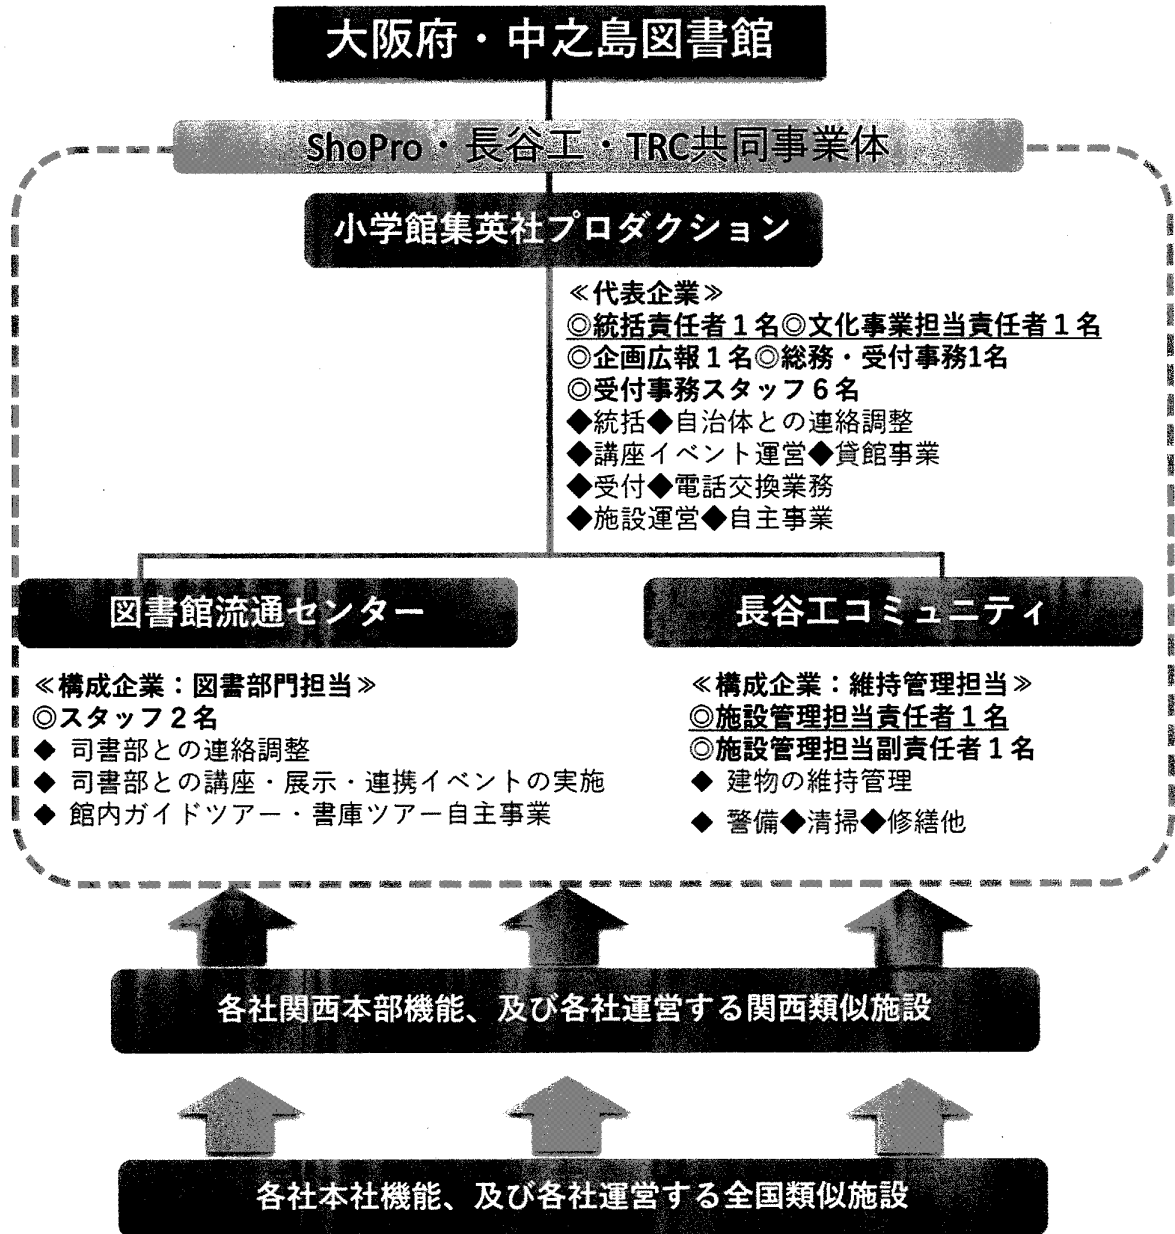 大阪府・中之島図書館
ShoPro・長谷工・TRC共同事業体
小学館集英社プロダクション
≪代表企業≫
◎統括責任者１名◎文化事業担当責任者１名
◎企画広報１名◎総務・受付事務1名
◎受付事務スタッフ６名
◆統括◆自治体との連絡調整
◆講座イベント運営◆貸館事業
◆受付◆電話交換業務
◆施設運営◆自主事業
図書館流通センター
≪構成企業：図書部門担当≫
◎スタッフ２名
◆ 司書部との連絡調整
◆ 司書部との講座・展示・連携イベントの実施
◆ 館内ガイドツアー・書庫ツアー自主事業
長谷工コミュニティ
≪構成企業：維持管理担当≫
◎施設管理担当責任者１名
◎施設管理担当副責任者１名
◆ 建物の維持管理
◆ 警備◆清掃◆修繕他
各社関西本部機能、及び各社運営する関西類似施設
各社本社機能、及び各社運営する全国類似施設